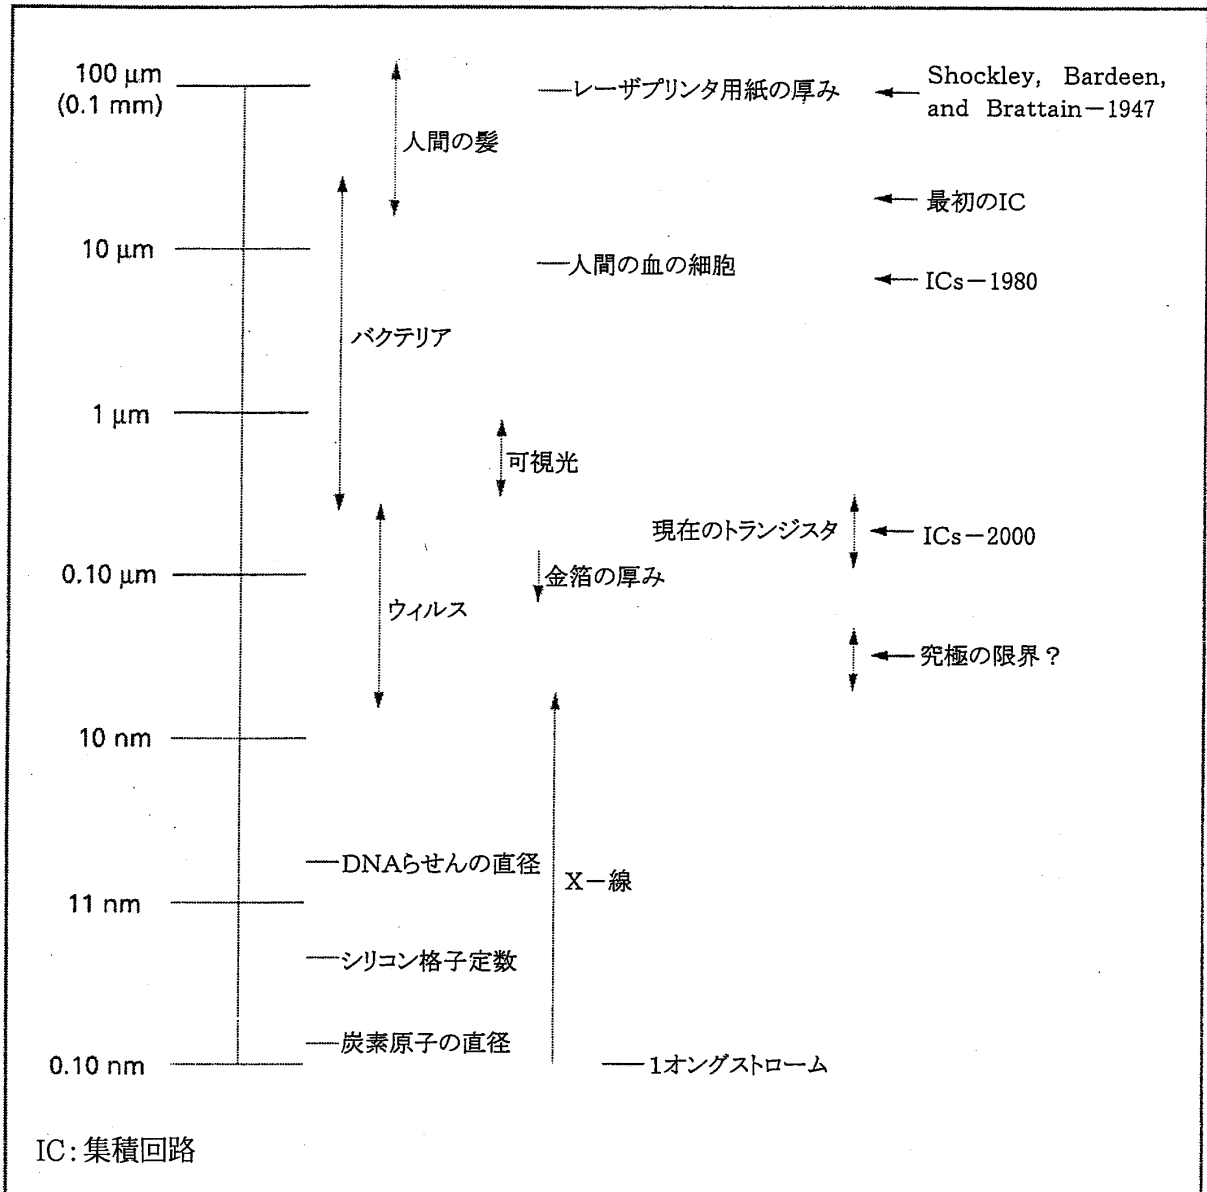 100 μm
(0.1 mm)
レーザプリンタ用紙の厚み
Shockley, Bardeen,
and Brattain－1947
人間の髪
最初のIC
10 μm
人間の血の細胞
ICs－1980
バクテリア
1 μm
可視光
現在のトランジスタ
ICs－2000
0.10 μm
金箔の厚み
ウィルス
究極の限界？
10 nm
DNAらせんの直径
X－線
11 nm
シリコン格子定数
炭素原子の直径
0.10 nm
1オングストローム
IC：集積回路